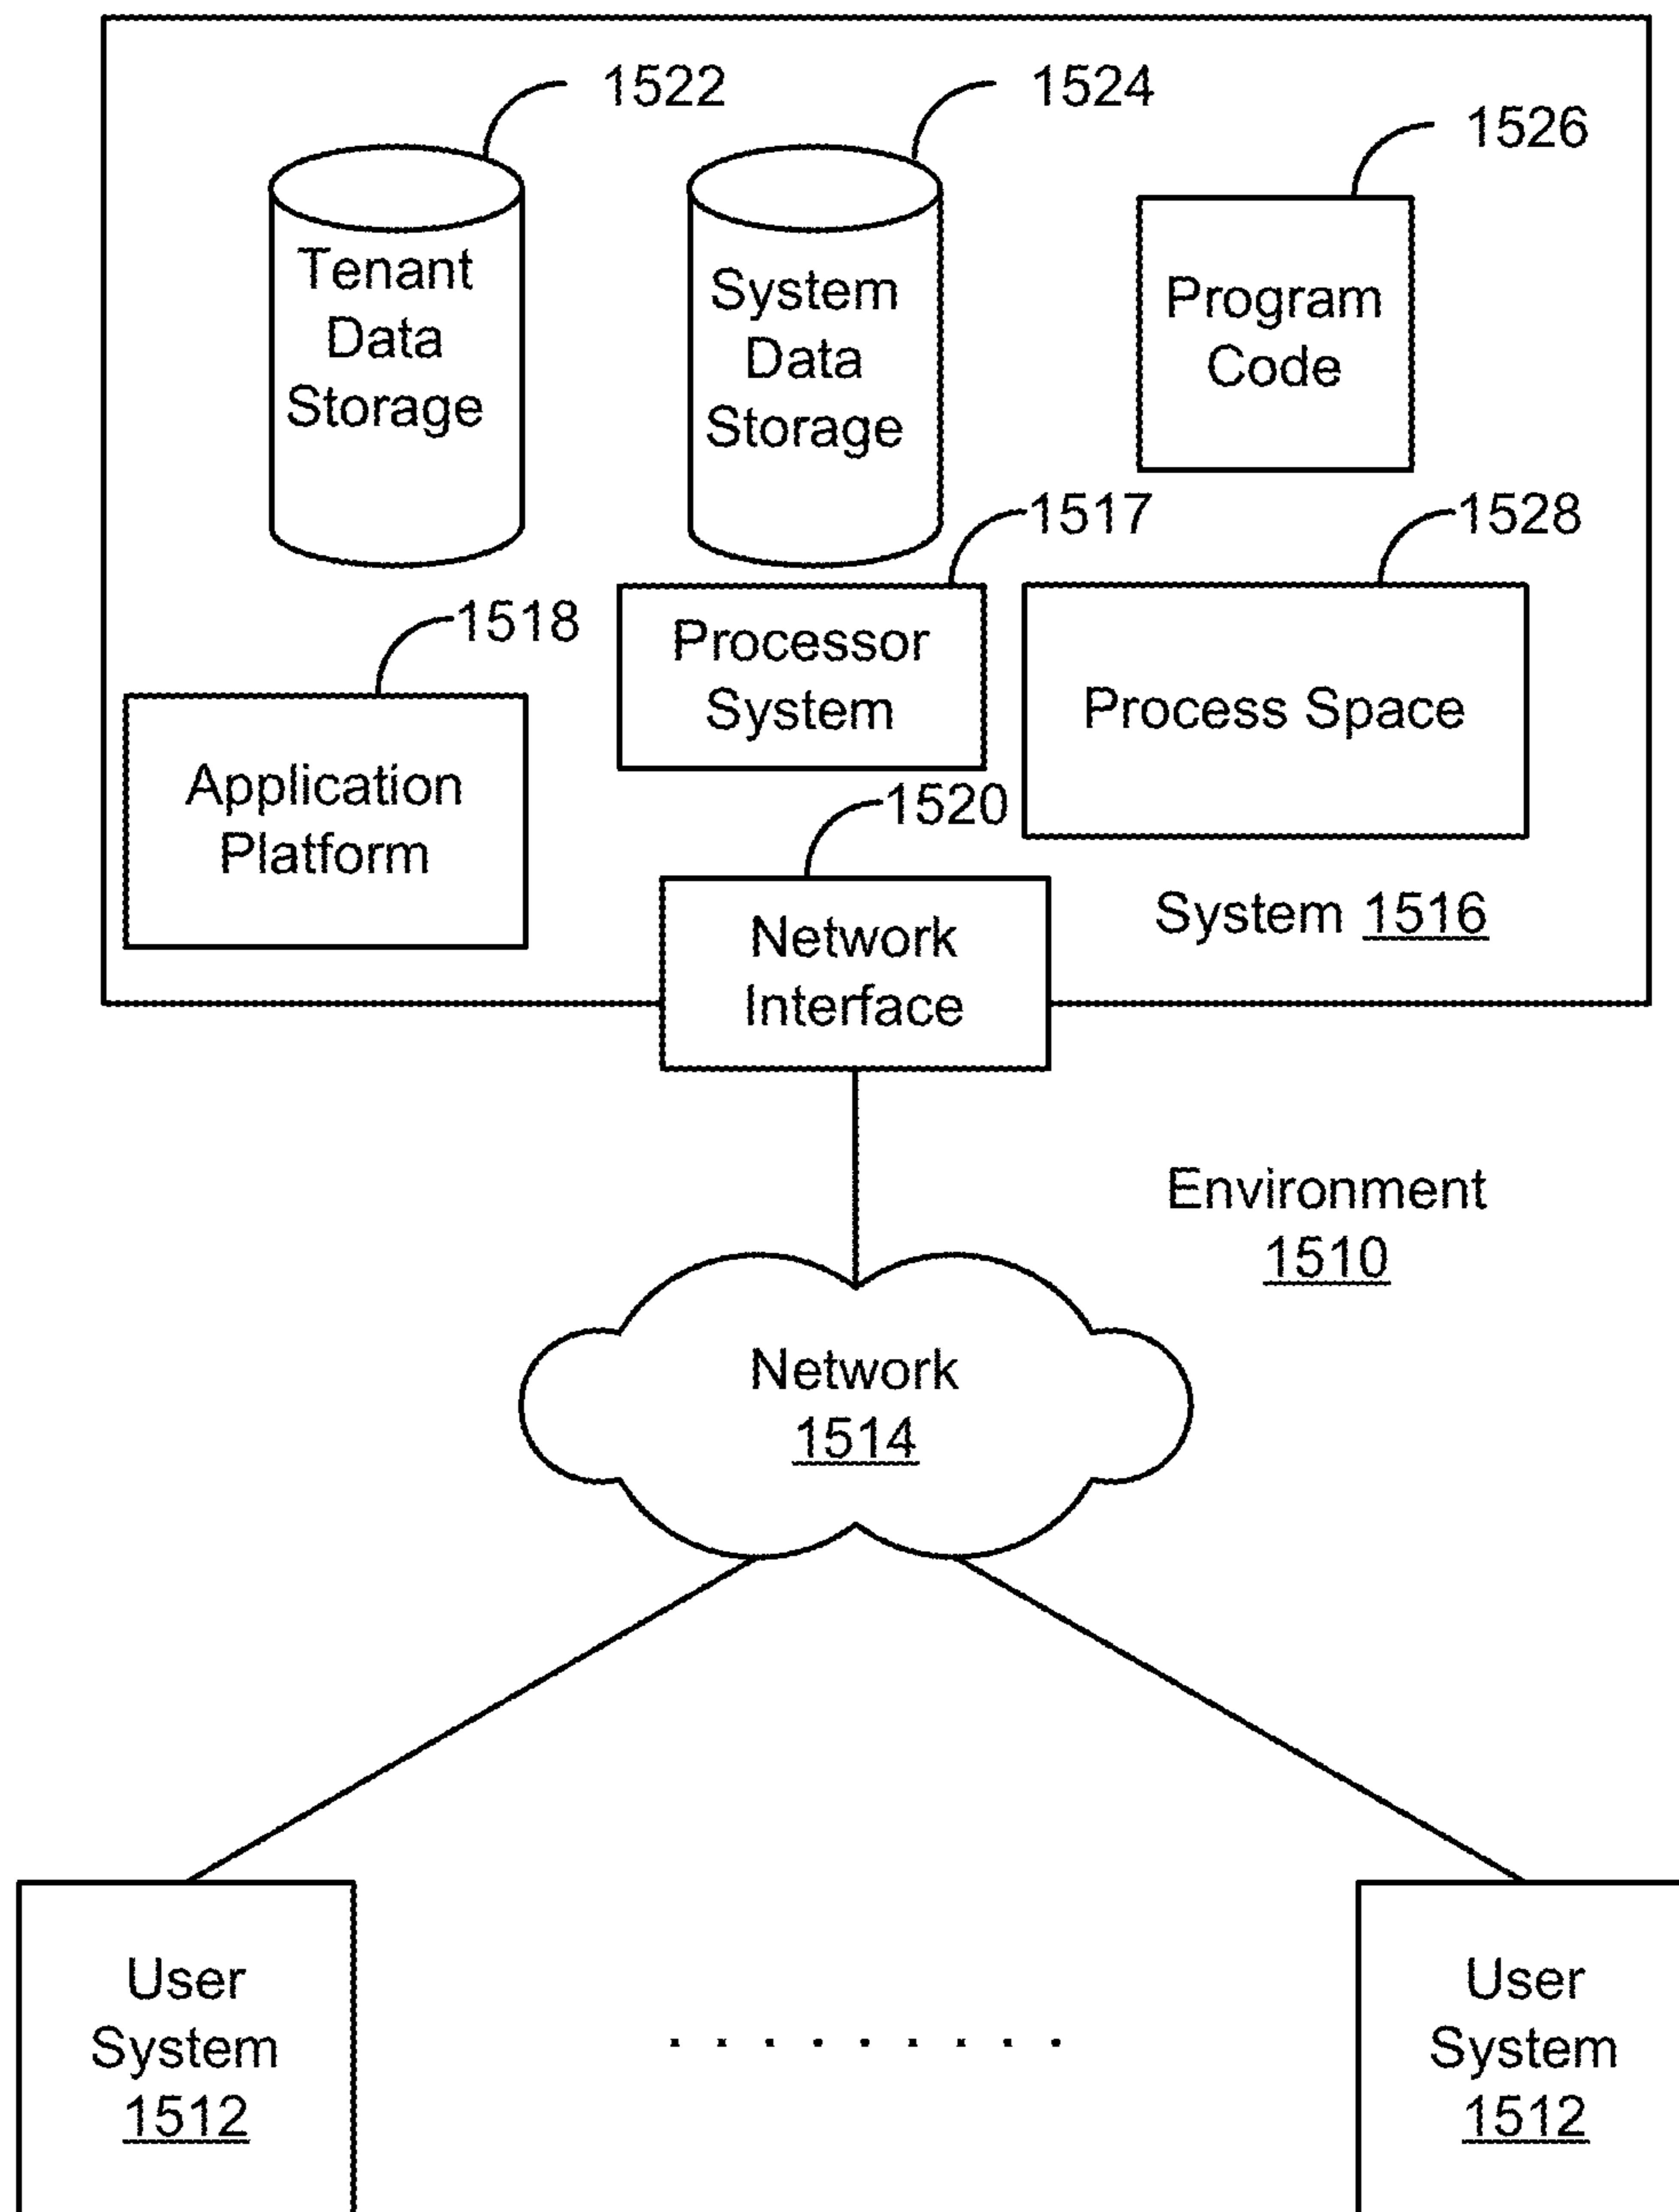 1522
1524
1526
Tenant
Data
Storage
System
Data
Storage
Program
Code
1517
1528
1518
Processor
System
Process Space
Application
Platform
1520
System 1516
Network
Interface
Environment
1510
Network
1514
User
System
1512
User
System
1512